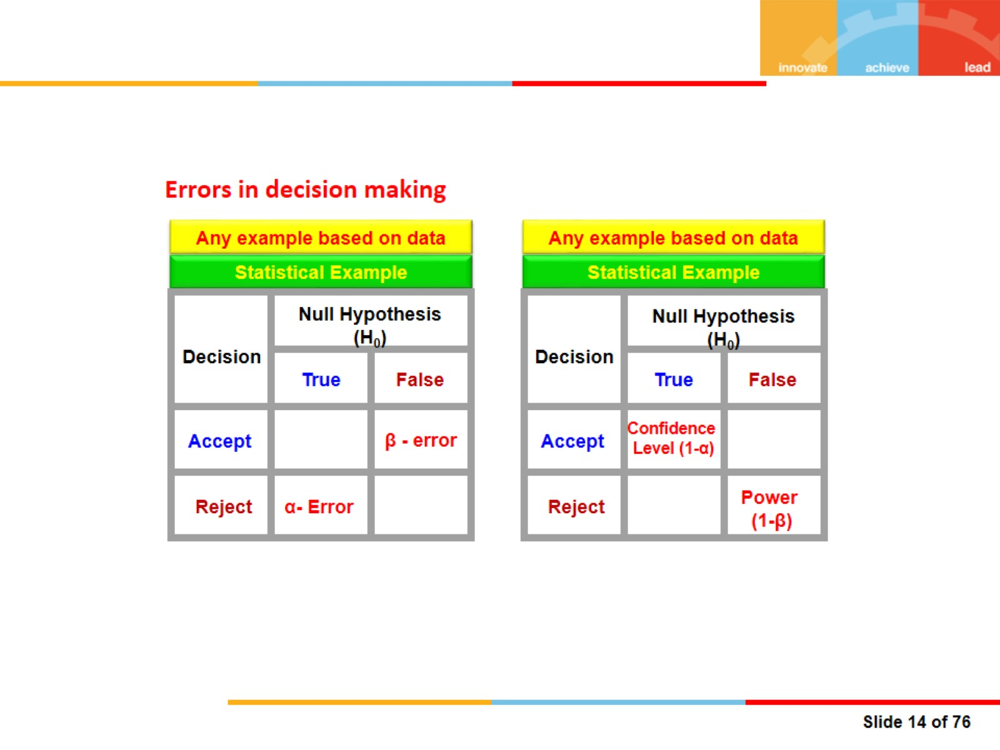 innovate achieve lead
Errors in decision making
Any example based on data
Statistical Example
Decision
Null Hypothesis
(H₀)
True False
Accept β - error
Reject α- Error
Any example based on data
Statistical Example
Decision
Null Hypothesis
(H₀)
True False
Accept
Confidence
Level (1-α)
Reject
Power
(1-β)
Slide 14 of 76